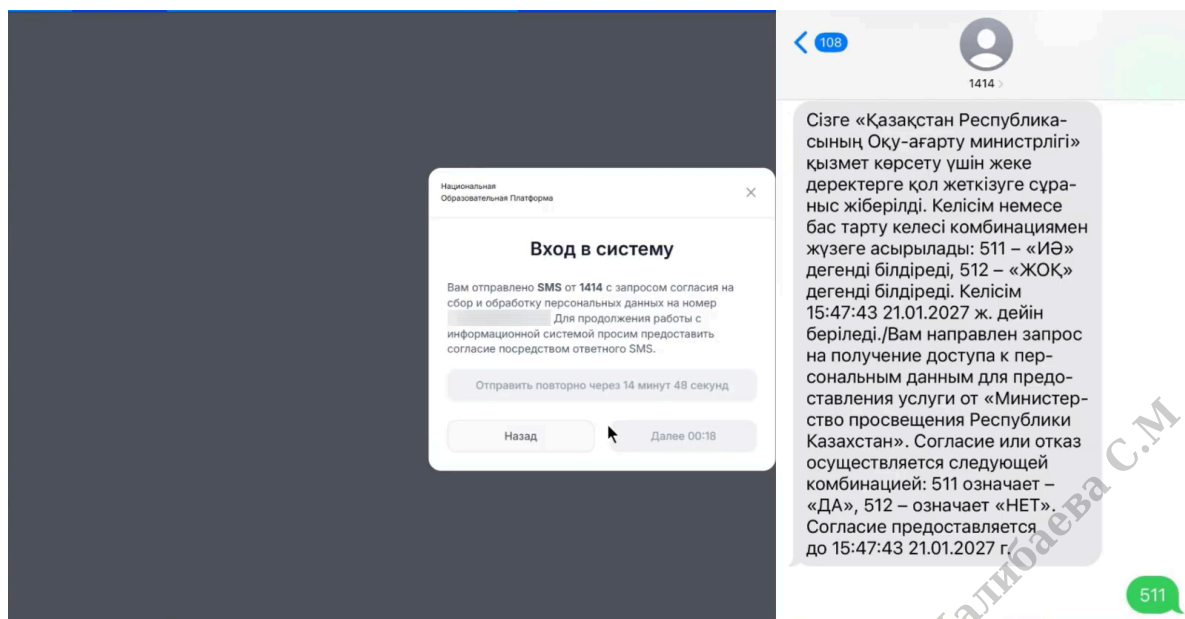 Национальная
Образовательная Платформа
Вход в систему
Вам отправлено SMS от 1414 с запросом согласия на
сбор и обработку персональных данных на номер
Для продолжения работы с
информационной системой просим предоставить
согласие посредством ответного SMS.
Отправить повторно через 14 минут 48 секунд
Назад
Далее 00:18
108
1414
Сізге «Қазақстан Республика-
сының Оқу-ағарту министрлігі»
қызмет көрсету үшін жеке
деректерге қол жеткізуге сұра-
ныс жіберілді. Келісім немесе
бас тарту келесі комбинациямен
жүзеге асырылады: 511 – «ИӘ»
дегенді білдіреді, 512 – «ЖОҚ»
дегенді білдіреді. Келісім
15:47:43 21.01.2027 ж. дейін
беріледі./Вам направлен запрос
на получение доступа к пер-
сональным данным для предо-
ставления услуги от «Министер-
ство просвещения Республики
Казахстан». Согласие или отказ
осуществляется следующей
комбинацией: 511 означает –
«ДА», 512 – означает «НЕТ».
Согласие предоставляется
до 15:47:43 21.01.2027 г.
511
С.М